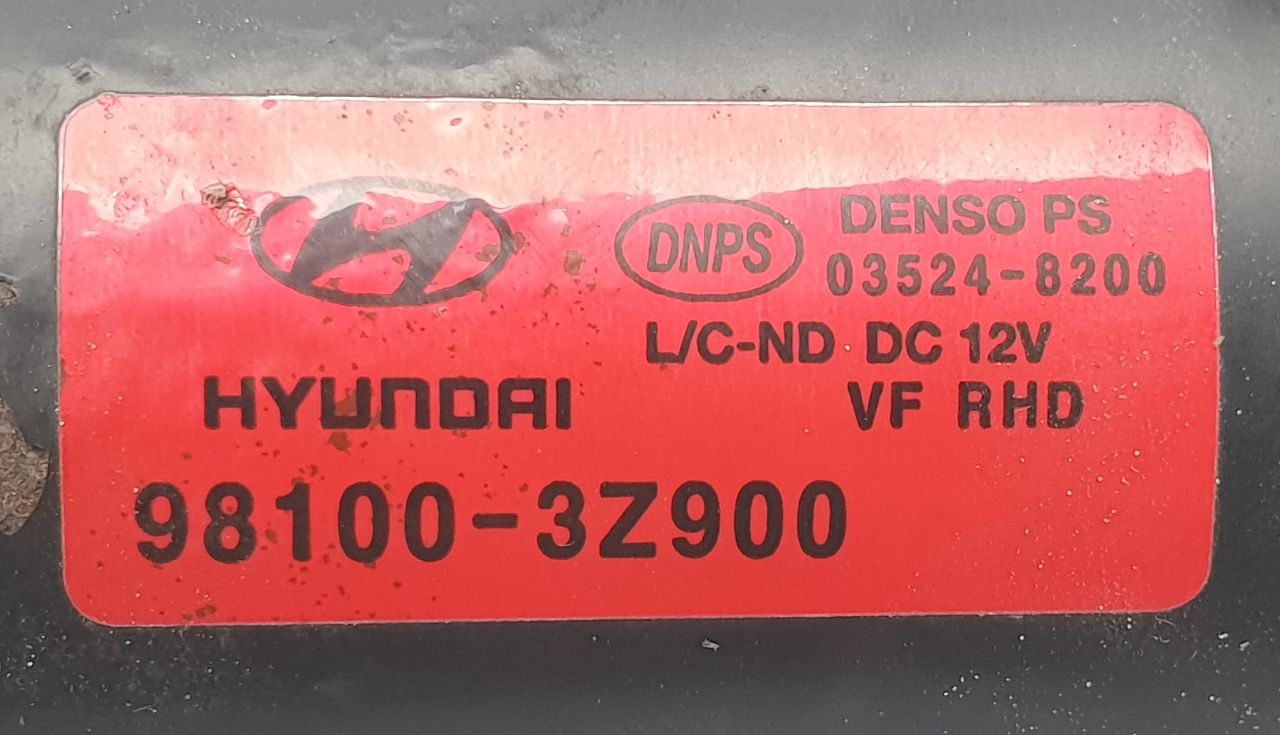 DNPS
DENSO PS
03524-8200
L/C-ND DC 12V
HYUNDAI
VF RHD
98100-3Z900